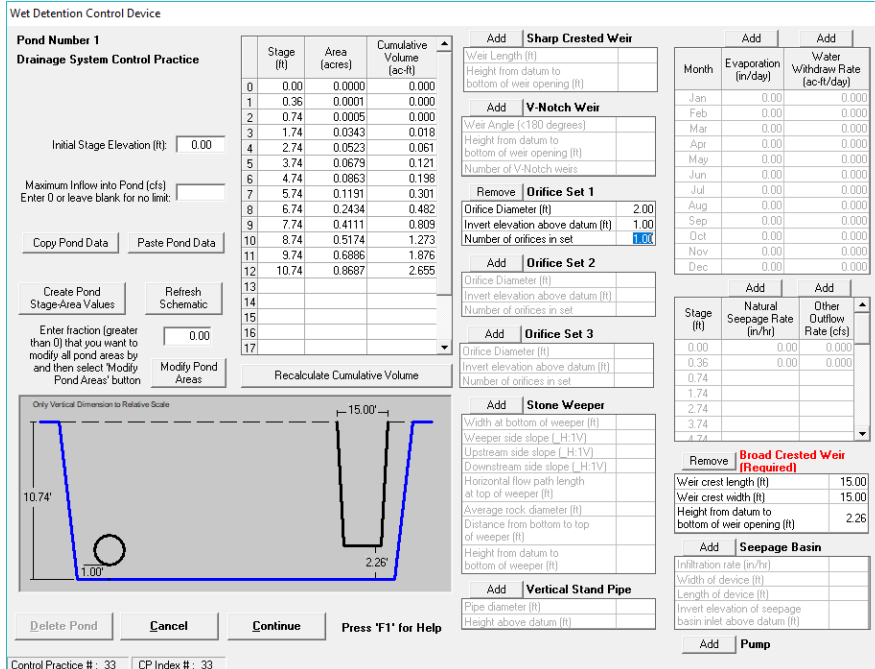 Wet Detention Control Device
Pond Number 1
Drainage System Control Practice
Initial Stage Elevation (ft): 0.00
Maximum Inflow into Pond (cfs)
Enter 0 or leave blank for no limit:
Copy Pond Data Paste Pond Data
Create Pond
Stage-Area Values
Refresh
Schematic
Enter fraction (greater
than 0) that you want to
modify all pond areas by
and then select 'Modify
Pond Areas' button
0.00
Modify Pond
Areas
Stage
(ft)
Area
(acres)
Cumulative
Volume
(ac-ft)
0 0.00 0.0000 0.000
1 0.36 0.0001 0.000
2 0.74 0.0005 0.000
3 1.74 0.0343 0.018
4 2.74 0.0523 0.061
5 3.74 0.0679 0.121
6 4.74 0.0863 0.198
7 5.74 0.1191 0.301
8 6.74 0.2434 0.482
9 7.74 0.4111 0.809
10 8.74 0.5174 1.273
11 9.74 0.6886 1.876
12 10.74 0.8687 2.655
13
14
15
16
17
Recalculate Cumulative Volume
Only Vertical Dimension to Relative Scale
15.00'
10.74'
1.00'
2.26'
Delete Pond Cancel Continue Press 'F1' for Help
Control Practice # : 33 CP Index # : 33
Add Sharp Crested Weir
Weir Length (ft)
Height from datum to
bottom of weir opening (ft)
Add V-Notch Weir
Weir Angle (<180 degrees)
Height from datum to
bottom of weir opening (ft)
Number of V-Notch weirs
Remove Orifice Set 1
Orifice Diameter (ft) 2.00
Invert elevation above datum (ft) 1.00
Number of orifices in set 1.00
Add Orifice Set 2
Orifice Diameter (ft)
Invert elevation above datum (ft)
Number of orifices in set
Add Orifice Set 3
Orifice Diameter (ft)
Invert elevation above datum (ft)
Number of orifices in set
Add Stone Weeper
Width at bottom of weeper (ft)
Weeper side slope (_H:1V)
Upstream side slope (_H:1V)
Downstream side slope (_H:1V)
Horizontal flow path length
at top of weeper (ft)
Average rock diameter (ft)
Distance from bottom to top
of weeper (ft)
Height from datum to
bottom of weeper (ft)
Add Vertical Stand Pipe
Pipe diameter (ft)
Height above datum (ft)
Add Add
Month
Evaporation
(in/day)
Water
Withdraw Rate
(ac-ft/day)
Jan 0.00 0.000
Feb 0.00 0.000
Mar 0.00 0.000
Apr 0.00 0.000
May 0.00 0.000
Jun 0.00 0.000
Jul 0.00 0.000
Aug 0.00 0.000
Sep 0.00 0.000
Oct 0.00 0.000
Nov 0.00 0.000
Dec 0.00 0.000
Add Add
Stage
(ft)
Natural
Seepage Rate
(in/hr)
Other
Outflow
Rate (cfs)
0.00 0.00 0.000
0.36 0.00 0.000
0.74
1.74
2.74
3.74
4.74
Remove Broad Crested Weir
(Required)
Weir crest length (ft) 15.00
Weir crest width (ft) 15.00
Height from datum to
bottom of weir opening (ft) 2.26
Add Seepage Basin
Infiltration rate (in/hr)
Width of device (ft)
Length of device (ft)
Invert elevation of seepage
basin inlet above datum (ft)
Add Pump